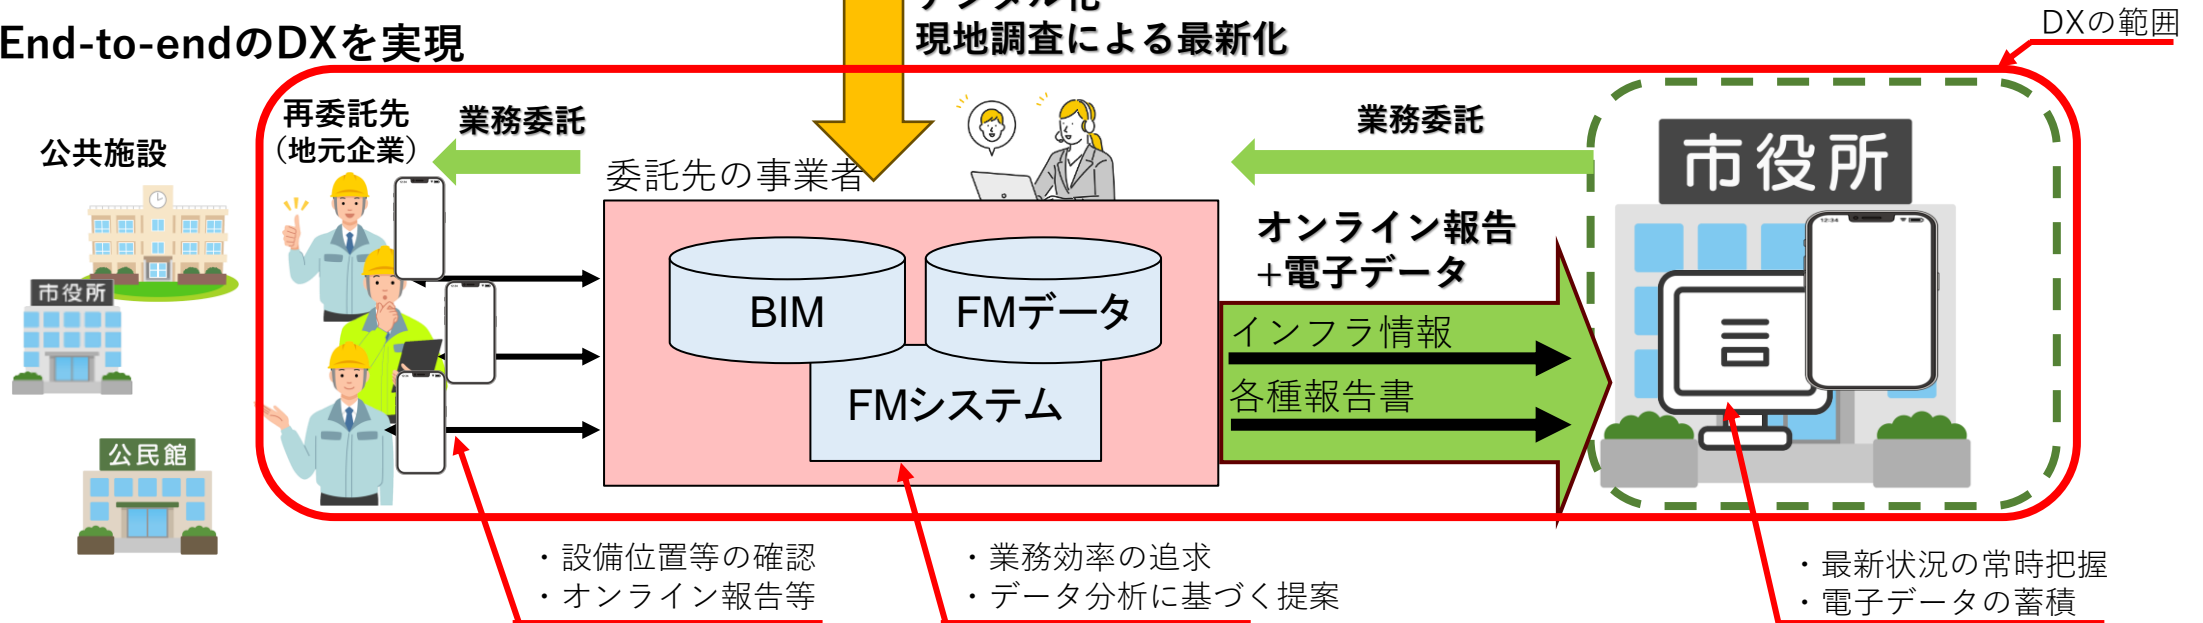 デジタル化
現地調査による最新化
DXの範囲
End-to-endのDXを実現
再委託先
（地元企業）
業務委託
業務委託
公共施設
委託先の事業者
市役所
オンライン報告
+電子データ
市役所
BIM
FMデータ
インフラ情報
FMシステム
各種報告書
公民館
・設備位置等の確認
・オンライン報告等
・業務効率の追求
・データ分析に基づく提案
・最新状況の常時把握
・電子データの蓄積